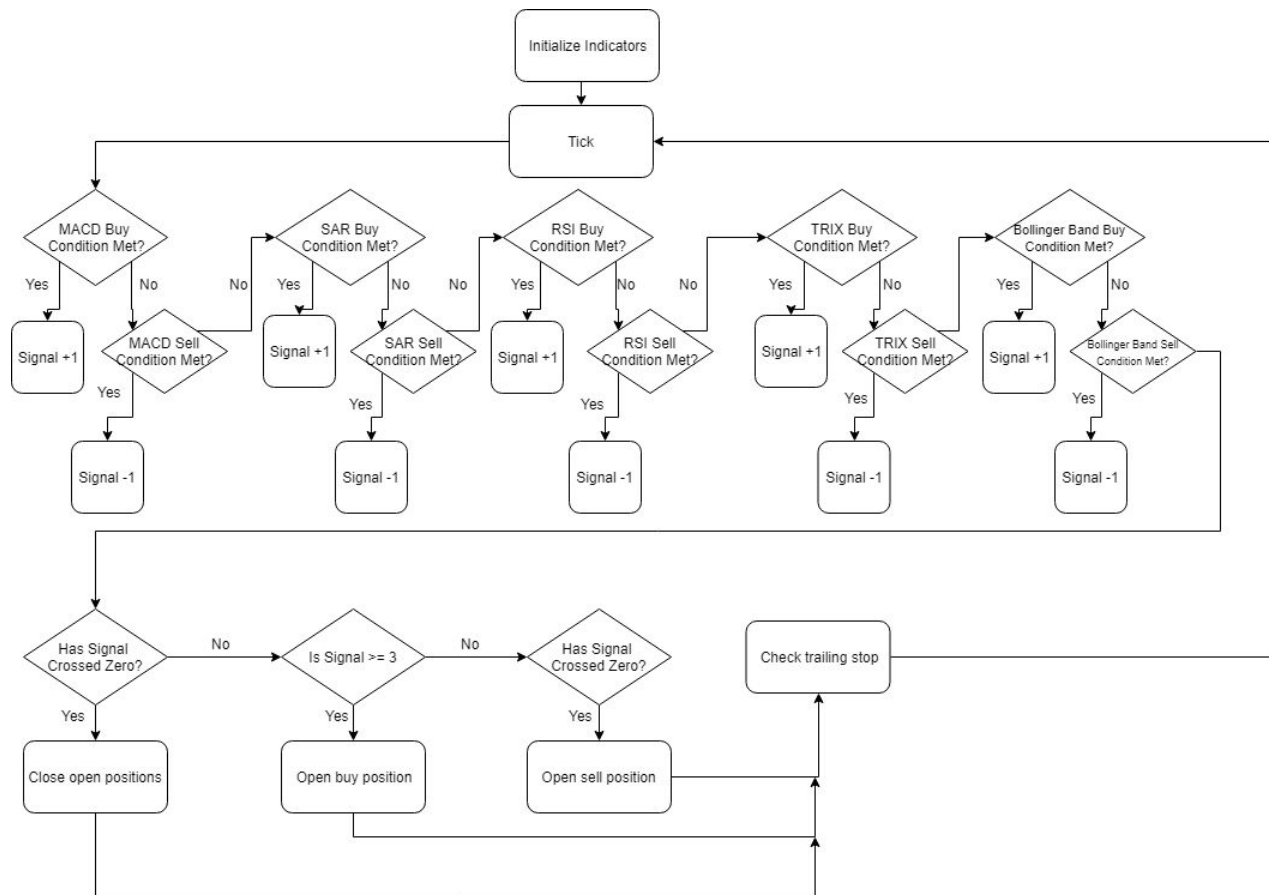 Initialize Indicators
Tick
MACD Buy
Condition Met?
SAR Buy
Condition Met?
RSI Buy
Condition Met?
TRIX Buy
Condition Met?
Bollinger Band Buy
Condition Met?
Yes
No
No
Yes
No
No
Yes
No
No
Yes
No
No
Yes
No
Signal +1
MACD Sell
Condition Met?
Signal +1
SAR Sell
Condition Met?
Signal +1
RSI Sell
Condition Met?
Signal +1
TRIX Sell
Condition Met?
Signal +1
Bollinger Band Sell
Condition Met?
Yes
Yes
Yes
Yes
Yes
Signal -1
Signal -1
Signal -1
Signal -1
Signal -1
Has Signal
Crossed Zero?
No
Is Signal >= 3
No
Has Signal
Crossed Zero?
Check trailing stop
Yes
Yes
Yes
Close open positions
Open buy position
Open sell position